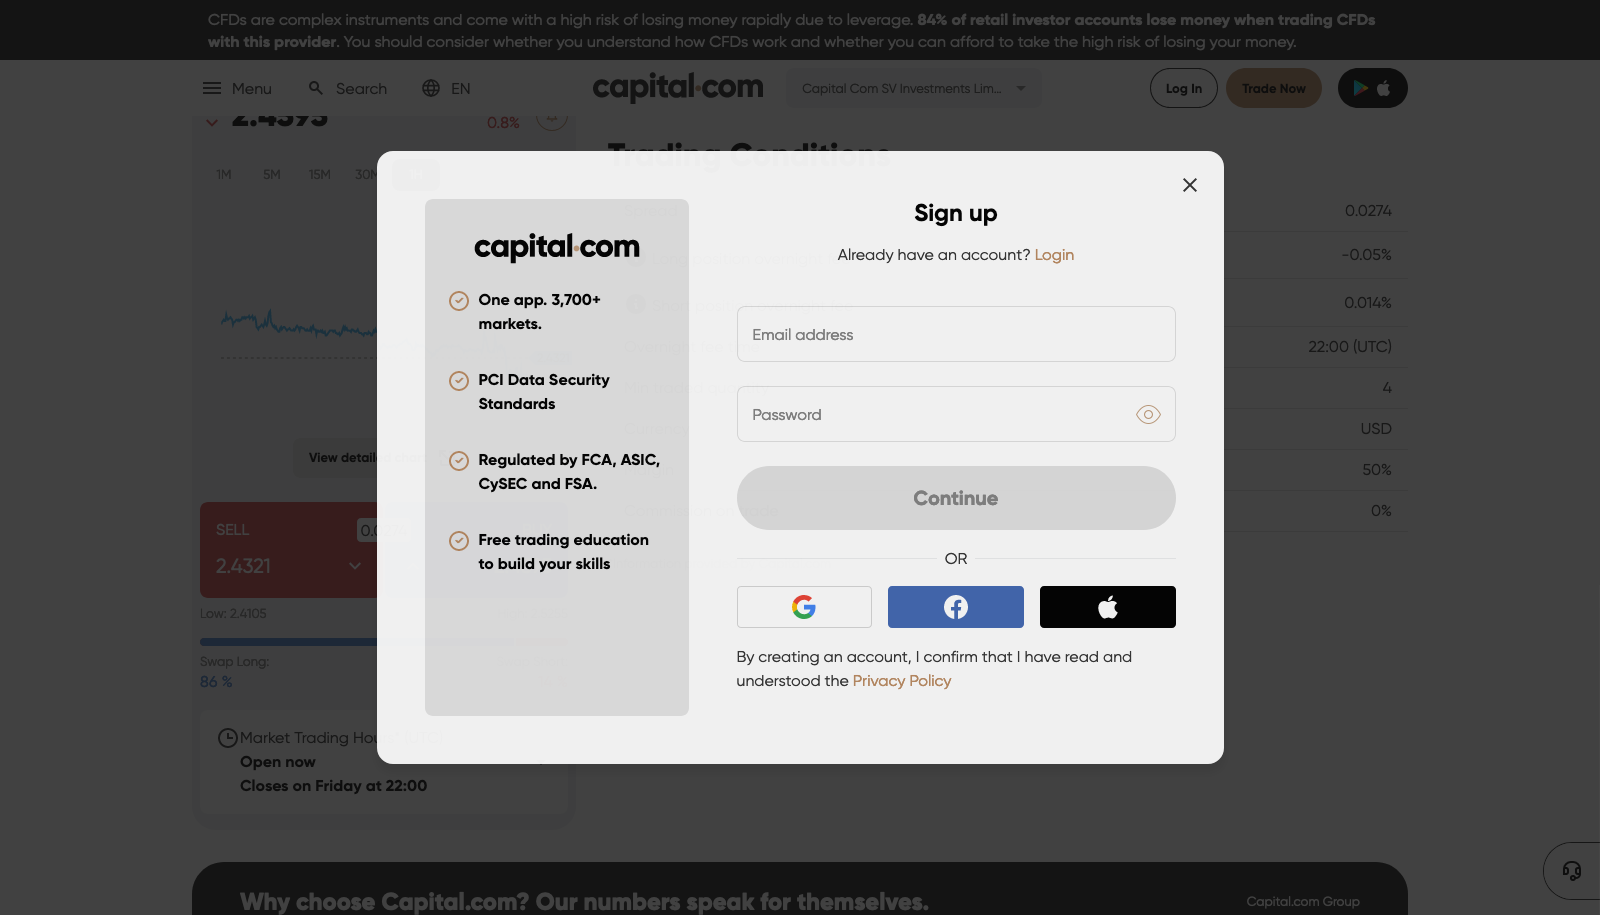 CFDs are complex instruments and come with a high risk of losing money rapidly due to leverage. 84% of retail investor accounts lose money when trading CFDs
with this provider. You should consider whether you understand how CFDs work and whether you can afford to take the high risk of losing your money.
Menu
Search
EN
capital.com
Capital Com SV Investments Lim...
Log In
Trade Now
2.4595
0.8%
Trading Conditions
1M
5M
15M
0.0274
-0.05%
0.014%
22:00 (UTC)
4
USD
50%
0%
View
SELL
2.4321
Low: 2.4105
Swap Long:
86 %
Market Trading
Open now
Closes on Friday at 22:00
capital.com
One app. 3,700+
markets.
PCI Data Security
Standards
Regulated by FCA, ASIC,
CySEC and FSA.
Free trading education
to build your skills
Sign up
Already have an account? Login
Email address
Password
Continue
OR
By creating an account, I confirm that I have read and
understood the Privacy Policy
Why choose Capital.com? Our numbers speak for themselves.
Capital.com Group